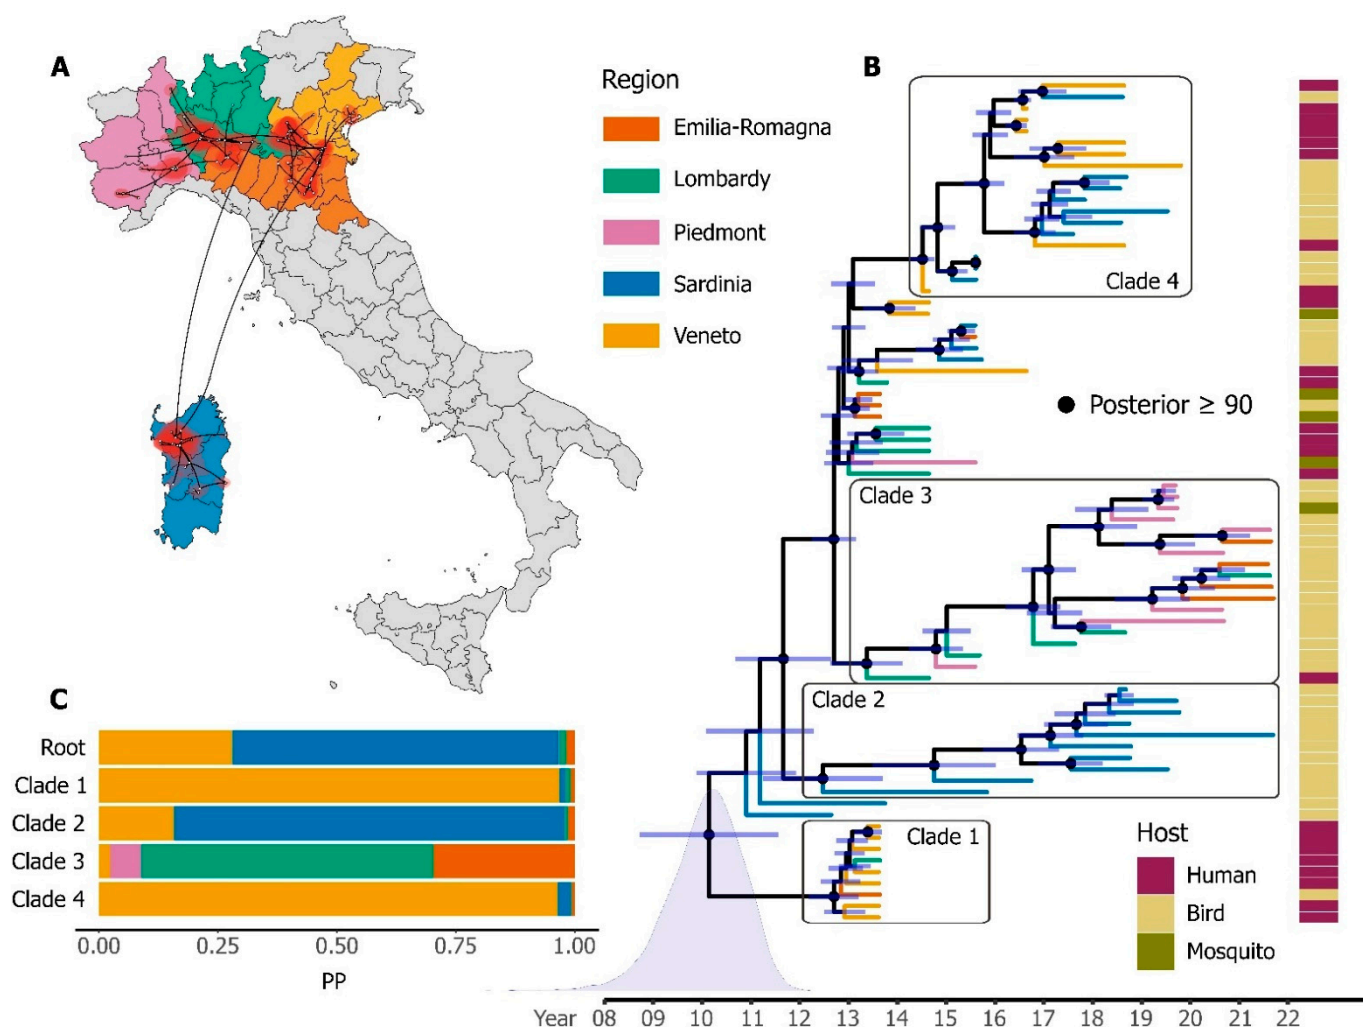 A
Region
Emilia-Romagna
Lombardy
Piedmont
Sardinia
Veneto
B
Clade 4
Posterior ≥ 90
Clade 3
Clade 2
Clade 1
Host
Human
Bird
Mosquito
Year 08 09 10 11 12 13 14 15 16 17 18 19 20 21 22
C
Root
Clade 1
Clade 2
Clade 3
Clade 4
0.00 0.25 0.50 0.75 1.00
PP